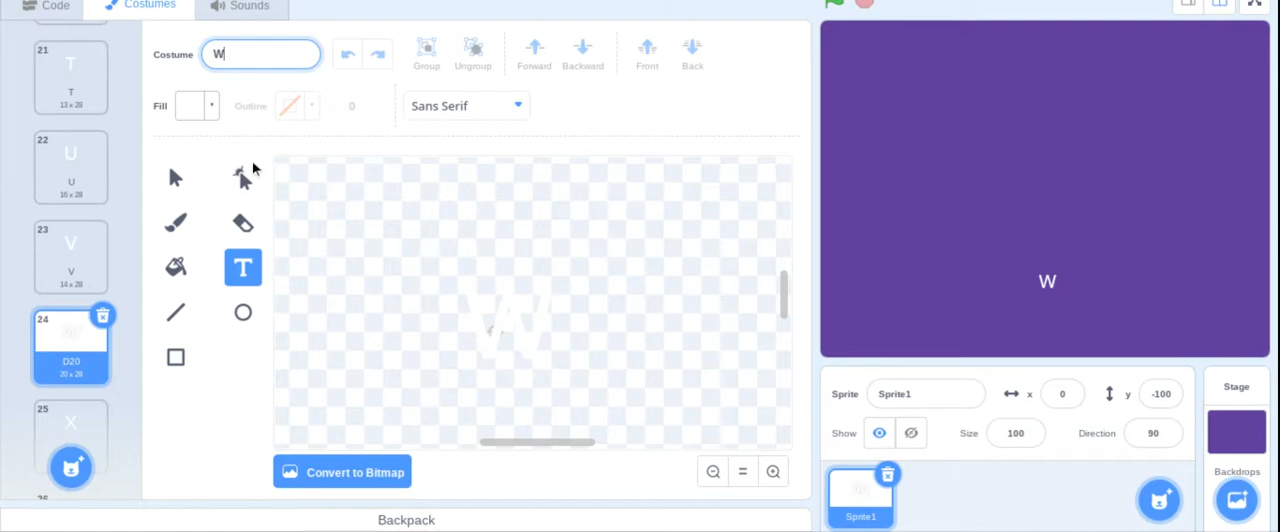 Code Costumes Sounds
21 T T 13 x 28
22 U U 16 x 28
23 V V 14 x 28
24 W D20 20 x 28
25 X
26
Costume W Group Ungroup Forward Backward Front Back
Fill Outline 0 Sans Serif
T
W
Convert to Bitmap =
Backpack
W
Sprite Sprite1 x 0 y -100
Show Size 100 Direction 90
Sprite1
Stage
Backdrops